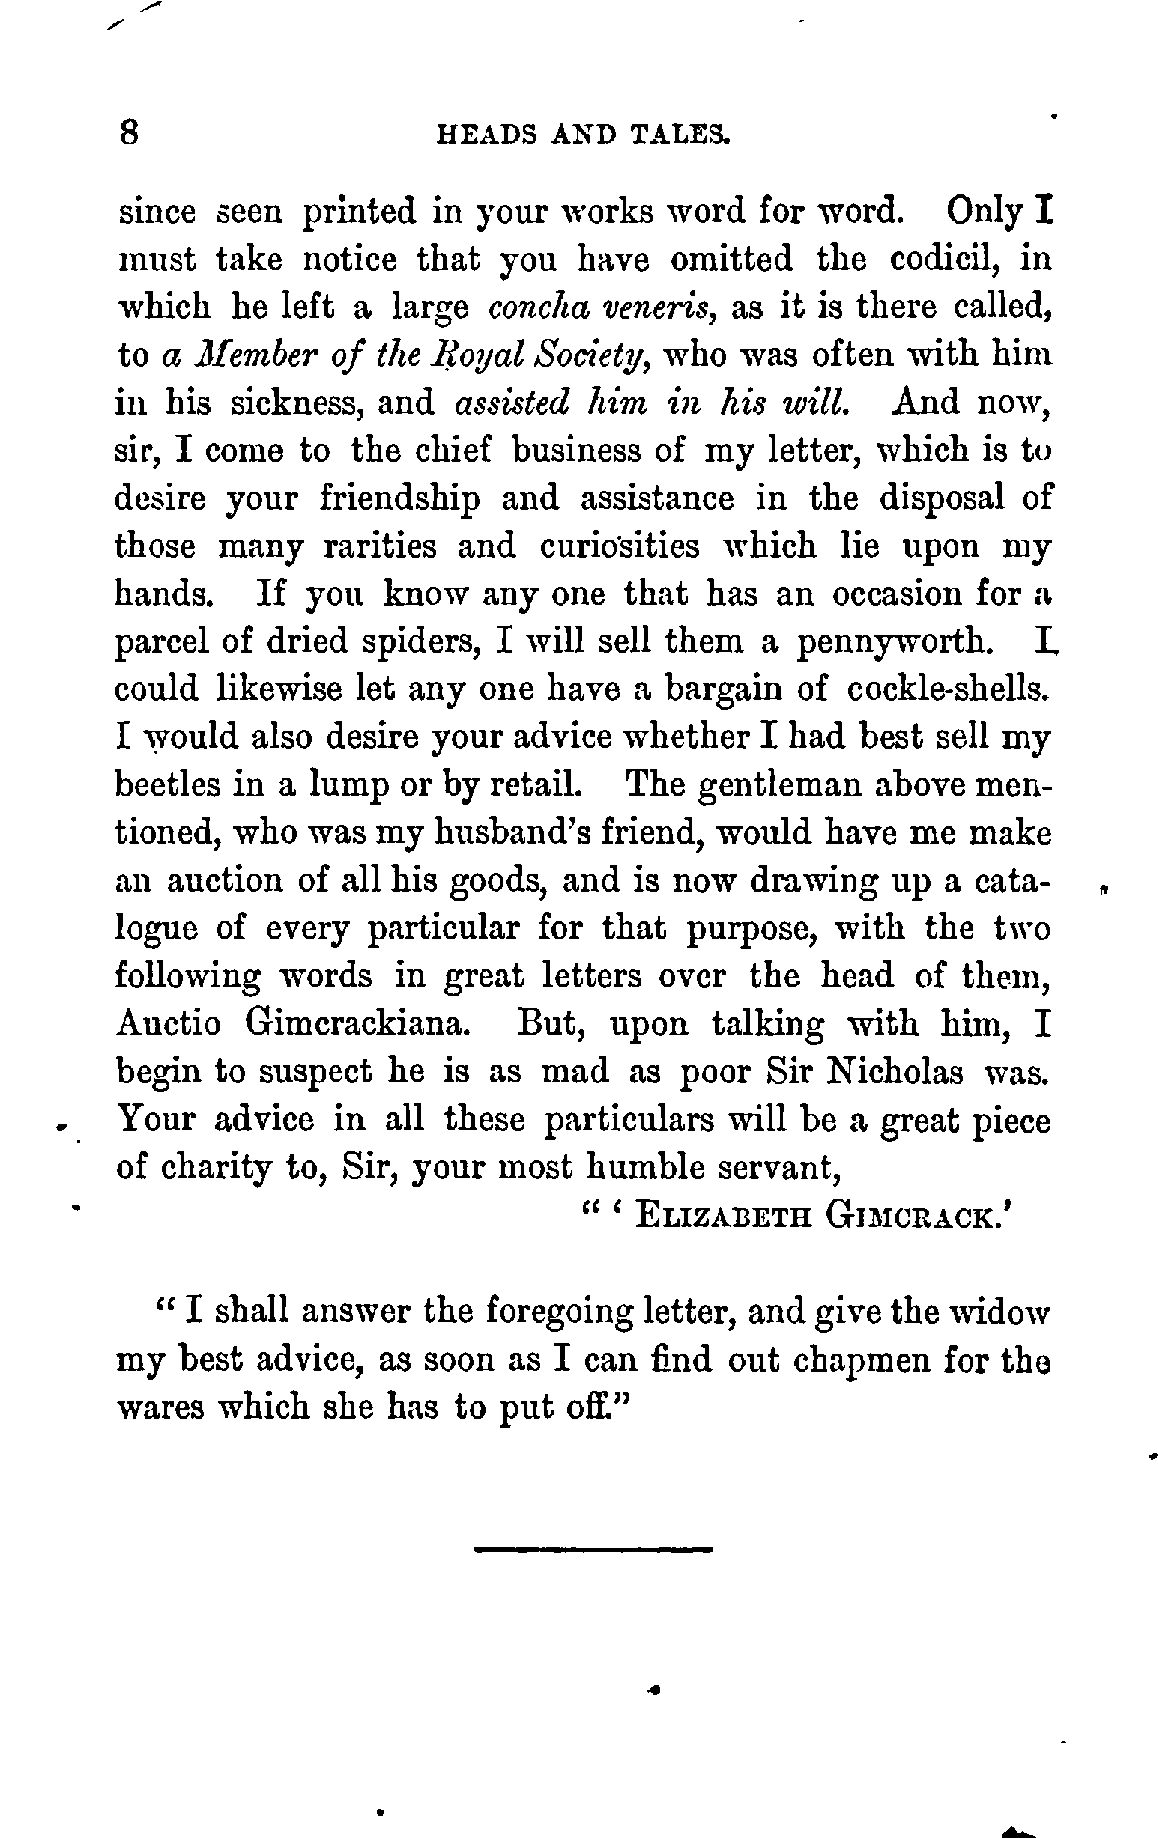 8 HEADS AND TALES.
since seen printed in your works word for word. Only I
must take notice that you have omitted the codicil, in
which he left a large concha veneris, as it is there called,
to a Member of the Royal Society, who was often with him
in his sickness, and assisted him in his will. And now,
sir, I come to the chief business of my letter, which is to
desire your friendship and assistance in the disposal of
those many rarities and curiosities which lie upon my
hands. If you know any one that has an occasion for a
parcel of dried spiders, I will sell them a pennyworth. I
could likewise let any one have a bargain of cockle-shells.
I would also desire your advice whether I had best sell my
beetles in a lump or by retail. The gentleman above men-
tioned, who was my husband's friend, would have me make
an auction of all his goods, and is now drawing up a cata-
logue of every particular for that purpose, with the two
following words in great letters over the head of them,
Auctio Gimcrackiana. But, upon talking with him, I
begin to suspect he is as mad as poor Sir Nicholas was.
Your advice in all these particulars will be a great piece
of charity to, Sir, your most humble servant,
“ ‘ ELIZABETH GIMCRACK.’
“ I shall answer the foregoing letter, and give the widow
my best advice, as soon as I can find out chapmen for the
wares which she has to put off.”